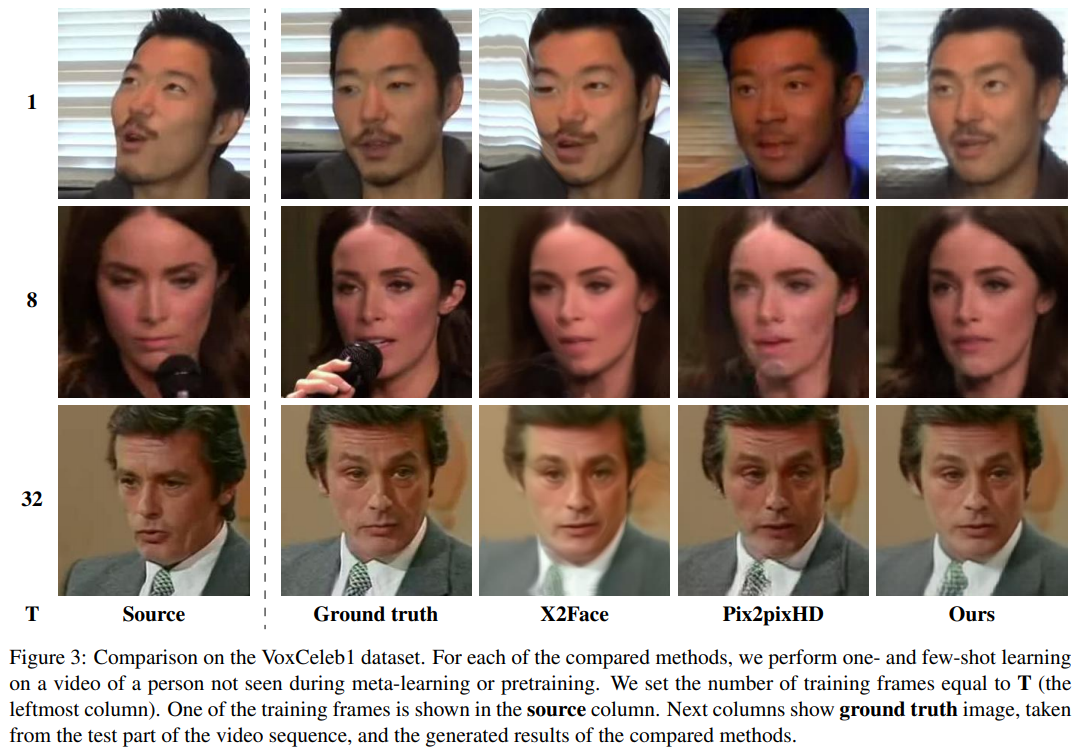 1
8
32
T Source Ground truth X2Face Pix2pixHD Ours
Figure 3: Comparison on the VoxCeleb1 dataset. For each of the compared methods, we perform one- and few-shot learning
on a video of a person not seen during meta-learning or pretraining. We set the number of training frames equal to T (the
leftmost column). One of the training frames is shown in the source column. Next columns show ground truth image, taken
from the test part of the video sequence, and the generated results of the compared methods.